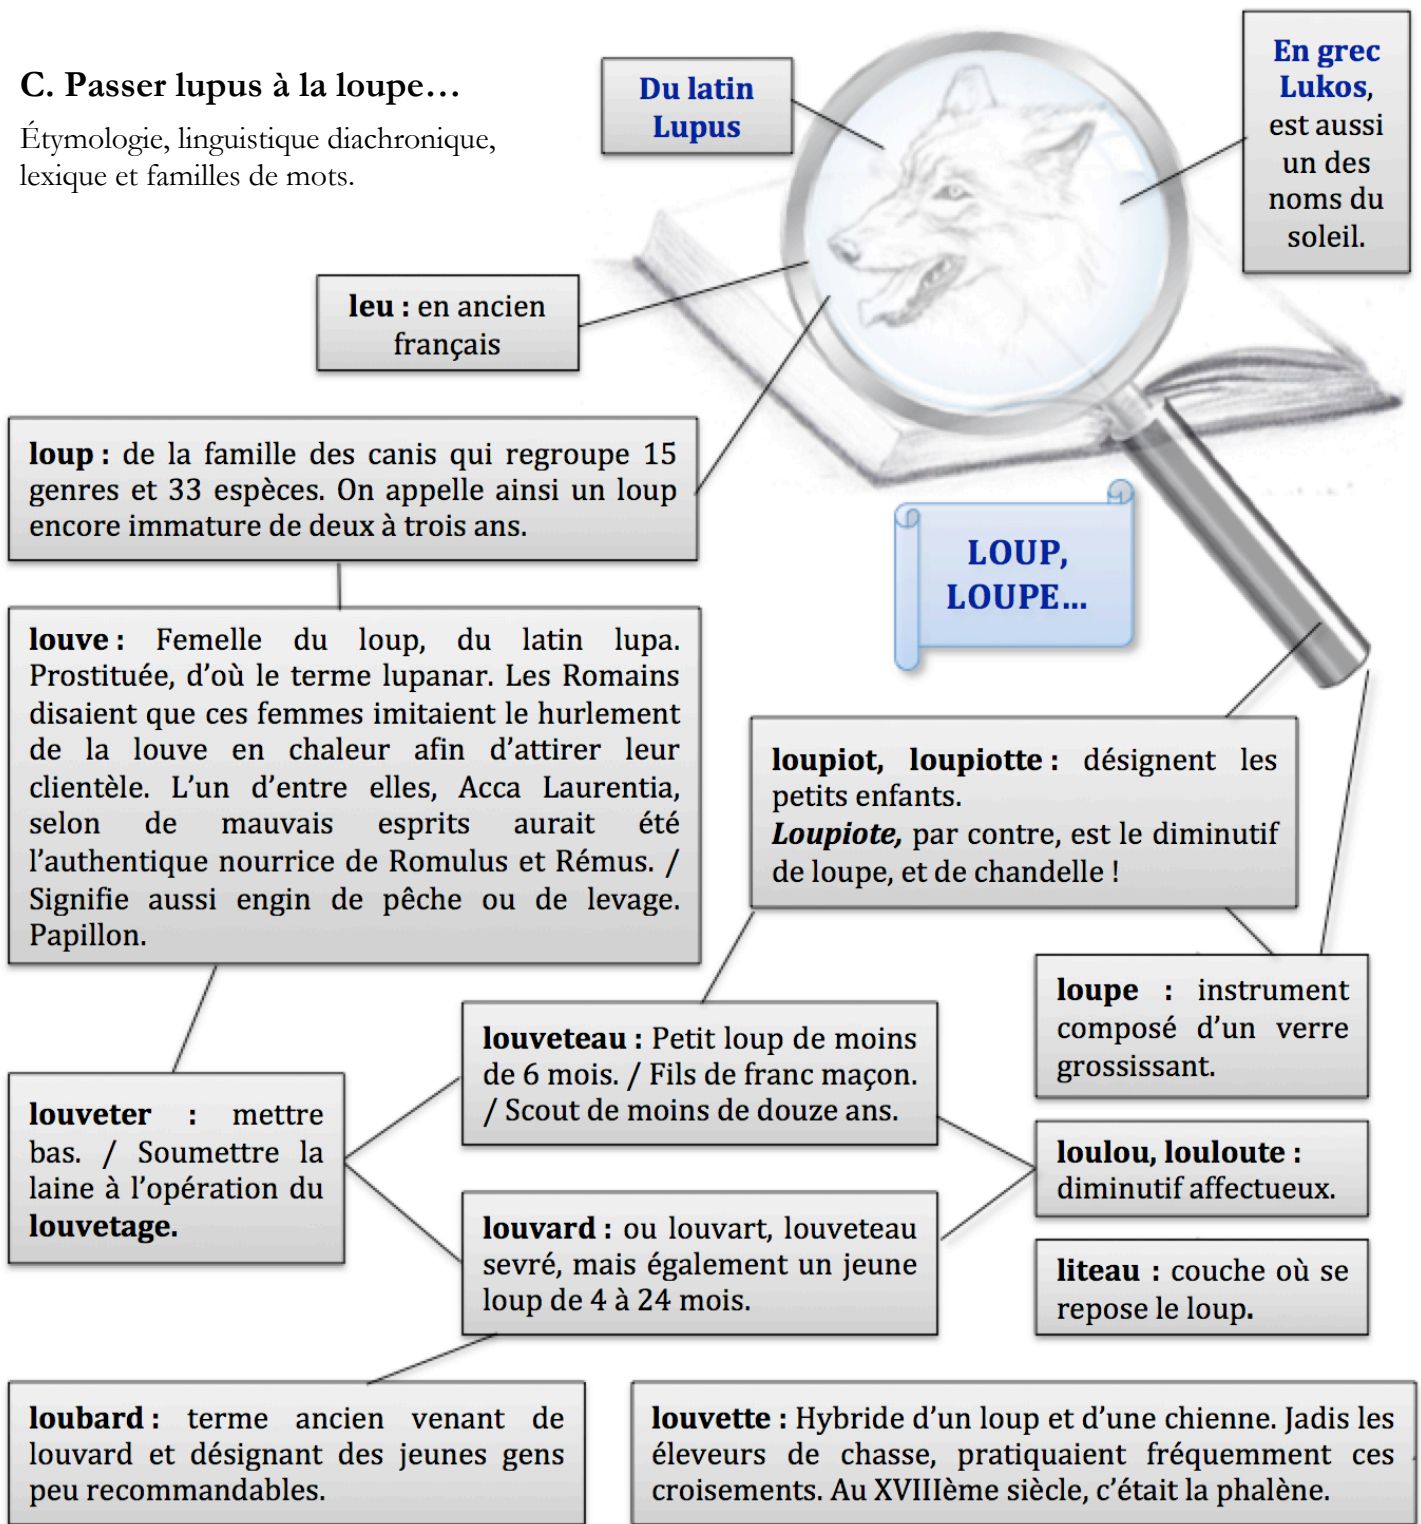 C. Passer lupus à la loupe…
Étymologie, linguistique diachronique,
lexique et familles de mots.
Du latin
Lupus
En grec
Lukos,
est aussi
un des
noms du
soleil.
leu : en ancien
français
loup : de la famille des canis qui regroupe 15
genres et 33 espèces. On appelle ainsi un loup
encore immature de deux à trois ans.
LOUP,
LOUPE…
louve : Femelle du loup, du latin lupa.
Prostituée, d’où le terme lupanar. Les Romains
disaient que ces femmes imitaient le hurlement
de la louve en chaleur afin d’attirer leur
clientèle. L’un d’entre elles, Acca Laurentia,
selon de mauvais esprits aurait été
l’authentique nourrice de Romulus et Rémus. /
Signifie aussi engin de pêche ou de levage.
Papillon.
loupiot, loupiotte : désignent les
petits enfants.
Loupiote, par contre, est le diminutif
de loupe, et de chandelle !
loupe : instrument
composé d’un verre
grossissant.
louveteau : Petit loup de moins
de 6 mois. / Fils de franc maçon.
/ Scout de moins de douze ans.
louveter : mettre
bas. / Soumettre la
laine à l’opération du
louvetage.
loulou, louloute :
diminutif affectueux.
louvard : ou louvart, louveteau
sevré, mais également un jeune
loup de 4 à 24 mois.
liteau : couche où se
repose le loup.
loubard : terme ancien venant de
louvard et désignant des jeunes gens
peu recommandables.
louvette : Hybride d’un loup et d’une chienne. Jadis les
éleveurs de chasse, pratiquaient fréquemment ces
croisements. Au XVIIIème siècle, c’était la phalène.